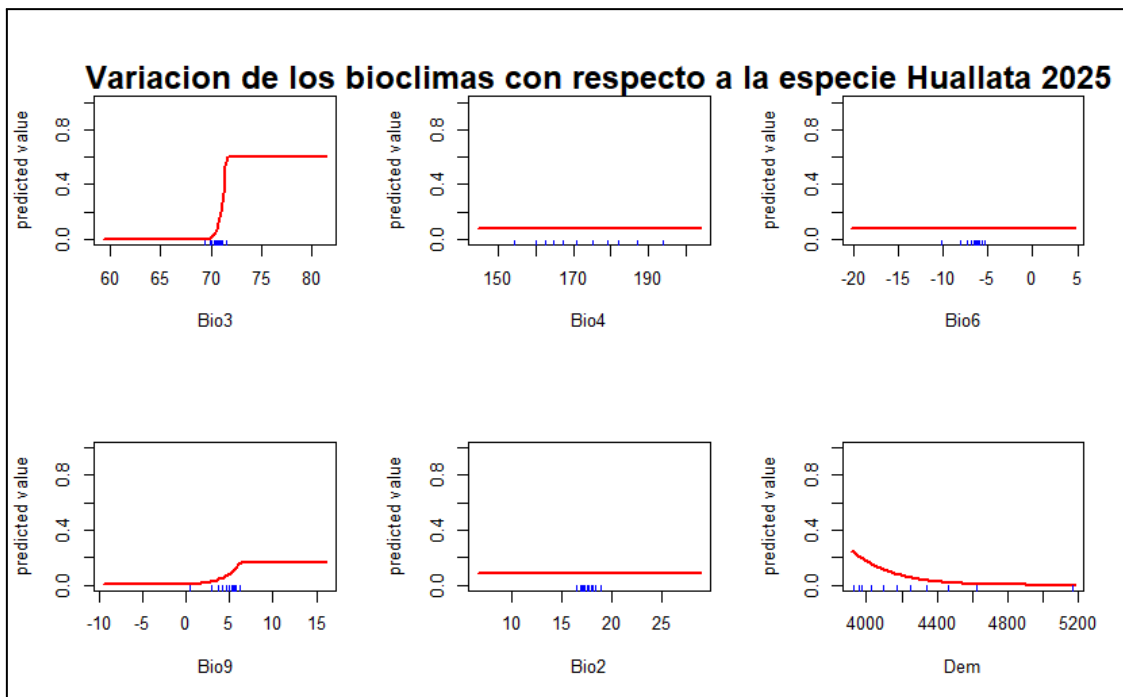 Variacion de los bioclimas con respecto a la especie Huallata 2025
predicted value
0.0 0.4 0.8
60 65 70 75 80
Bio3
predicted value
0.0 0.4 0.8
150 170 190
Bio4
predicted value
0.0 0.4 0.8
-20 -15 -10 -5 0 5
Bio6
predicted value
0.0 0.4 0.8
-10 -5 0 5 10 15
Bio9
predicted value
0.0 0.4 0.8
10 15 20 25
Bio2
predicted value
0.0 0.4 0.8
4000 4400 4800 5200
Dem